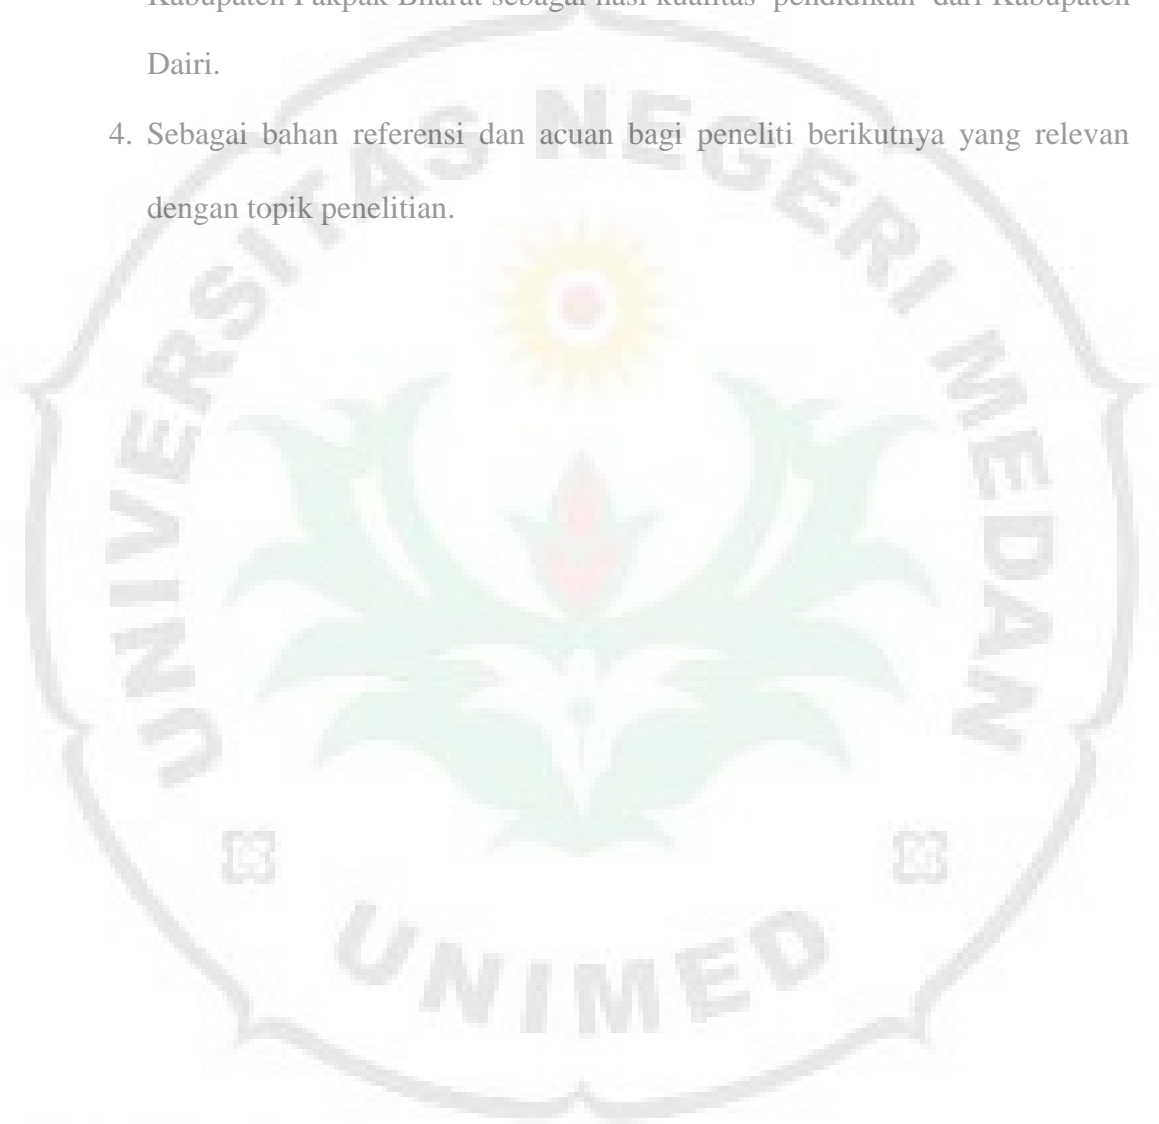 Kabupaten Pakpak Bharat sebagai hasi kualitas pendidikan dari Kabupaten
Dairi.
4. Sebagai bahan referensi dan acuan bagi peneliti berikutnya yang relevan
dengan topik penelitian.
UNIVERSITAS NEGERI MEDAN
UNIMED